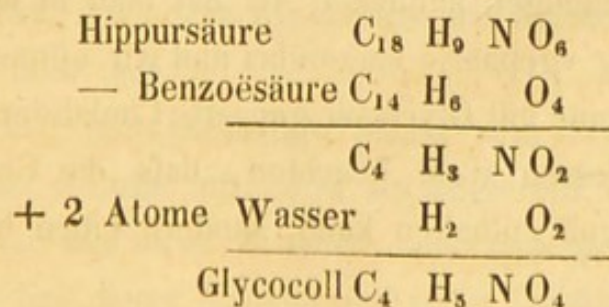 Hippursäure C₁₈ H₉ N O₆
— Benzoësäure C₁₄ H₆ O₄
C₄ H₃ N O₂
+ 2 Atome Wasser H₂ O₂
Glycocoll C₄ H₅ N O₄